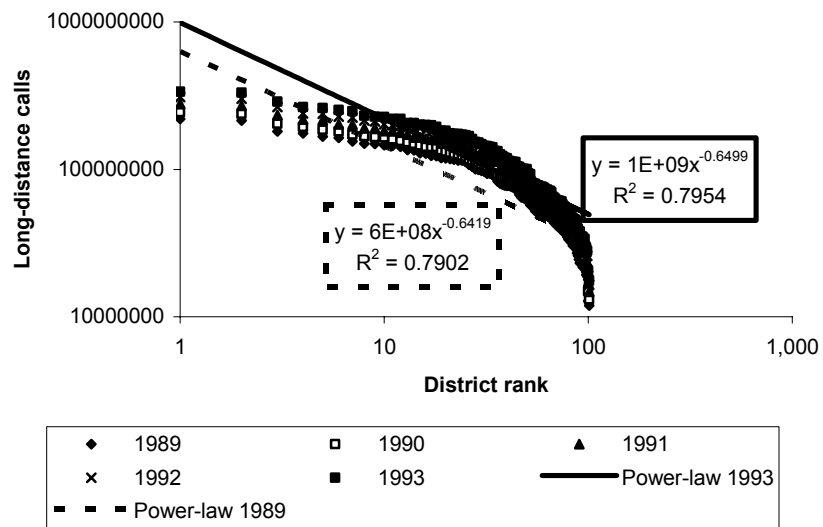 1000000000
100000000
10000000
Long-distance calls
y = 1E+09x^-0.6499
R² = 0.7954
y = 6E+08x^-0.6419
R² = 0.7902
1 10 100 1,000
District rank
1989 1990 1991
1992 1993 Power-law 1993
Power-law 1989